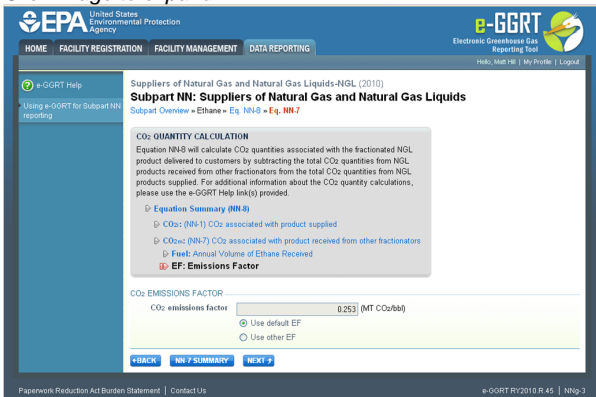 Click image to expand
EPA United States Environmental Protection Agency
e-GGRT
Electronic Greenhouse Gas Reporting Tool
HOME FACILITY REGISTRATION FACILITY MANAGEMENT DATA REPORTING
Hello, Matt Hill | My Profile | Logout
e-GGRT Help
Using e-GGRT for Subpart NN
reporting
Suppliers of Natural Gas and Natural Gas Liquids-NGL (2010)
Subpart NN: Suppliers of Natural Gas and Natural Gas Liquids
Subpart Overview » Ethane » Eq. NN-8 » Eq. NN-7
CO2 QUANTITY CALCULATION
Equation NN-8 will calculate CO2 quantities associated with the fractionated NGL
product delivered to customers by subtracting the total CO2 quantities from NGL
products received from other fractionators from the total CO2 quantities from NGL
products supplied. For additional information about the CO2 quantity calculations,
please use the e-GGRT Help link(s) provided.
Equation Summary (NN-8)
CO2i: (NN-1) CO2 associated with product supplied
CO2m: (NN-7) CO2 associated with product received from other fractionators
Fuel: Annual Volume of Ethane Received
EF: Emissions Factor
CO2 EMISSIONS FACTOR
CO2 emissions factor 0.253 (MT CO2/bbl)
Use default EF
Use other EF
BACK NN-7 SUMMARY NEXT
Paperwork Reduction Act Burden Statement | Contact Us e-GGRT RY2010.R.45 | NNg-3